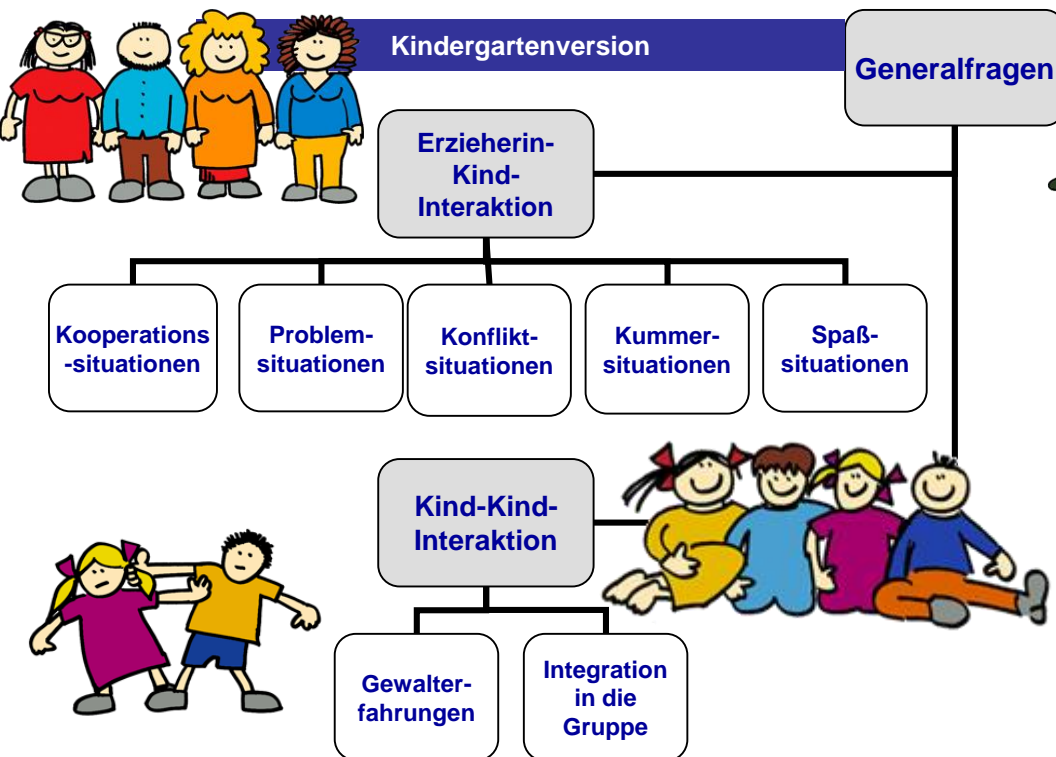 Kindergartenversion
Generalfragen
Erzieherin-
Kind-
Interaktion
Kooperations
-situationen
Problem-
situationen
Konflikt-
situationen
Kummer-
situationen
Spaß-
situationen
Kind-Kind-
Interaktion
Gewalter-
fahrungen
Integration
in die
Gruppe